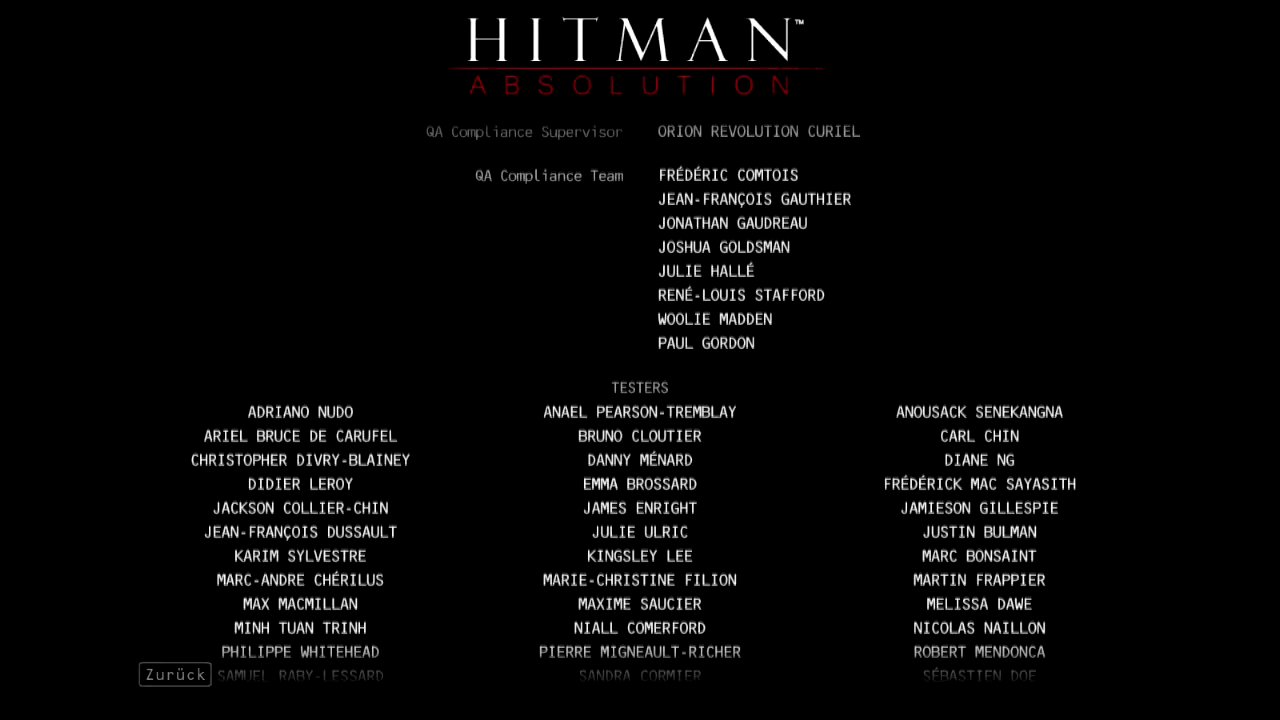 HITMAN™
ABSOLUTION
QA Compliance Supervisor ORION REVOLUTION CURIEL
QA Compliance Team FRÉDÉRIC COMTOIS
JEAN-FRANÇOIS GAUTHIER
JONATHAN GAUDREAU
JOSHUA GOLDSMAN
JULIE HALLÉ
RENÉ-LOUIS STAFFORD
WOOLIE MADDEN
PAUL GORDON
TESTERS
ADRIANO NUDO ANAEL PEARSON-TREMBLAY ANOUSACK SENEKANGNA
ARIEL BRUCE DE CARUFEL BRUNO CLOUTIER CARL CHIN
CHRISTOPHER DIVRY-BLAINEY DANNY MÉNARD DIANE NG
DIDIER LEROY EMMA BROSSARD FRÉDÉRICK MAC SAYASITH
JACKSON COLLIER-CHIN JAMES ENRIGHT JAMIESON GILLESPIE
JEAN-FRANÇOIS DUSSAULT JULIE ULRIC JUSTIN BULMAN
KARIM SYLVESTRE KINGSLEY LEE MARC BONSAINT
MARC-ANDRE CHÉRILUS MARIE-CHRISTINE FILION MARTIN FRAPPIER
MAX MACMILLAN MAXIME SAUCIER MELISSA DAWE
MINH TUAN TRINH NIALL COMERFORD NICOLAS NAILLON
PHILIPPE WHITEHEAD PIERRE MIGNEAULT-RICHER ROBERT MENDONCA
Zurück SAMUEL RABY-LESSARD SANDRA CORMIER SÉBASTIEN DOE